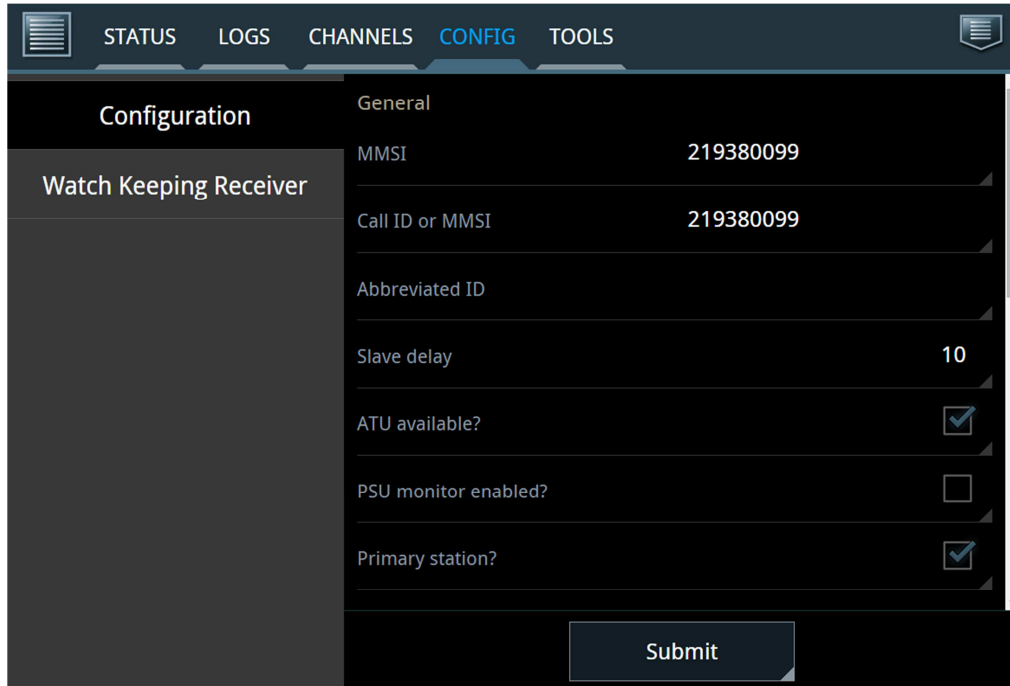 STATUS LOGS CHANNELS CONFIG TOOLS
Configuration
Watch Keeping Receiver
General
MMSI 219380099
Call ID or MMSI 219380099
Abbreviated ID
Slave delay 10
ATU available?
PSU monitor enabled?
Primary station?
Submit